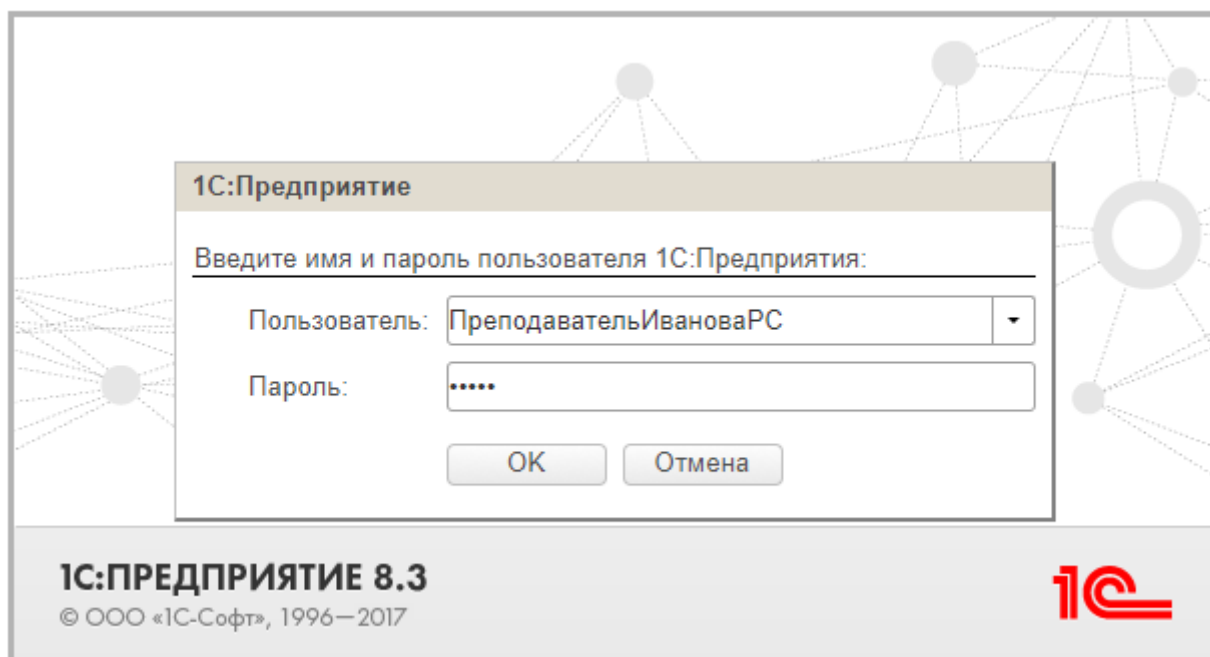 1С:Предприятие
Введите имя и пароль пользователя 1С:Предприятия:
Пользователь: ПреподавательИвановаРС
Пароль: •••••
OK Отмена
1С:ПРЕДПРИЯТИЕ 8.3
© ООО «1С-Софт», 1996—2017
1С